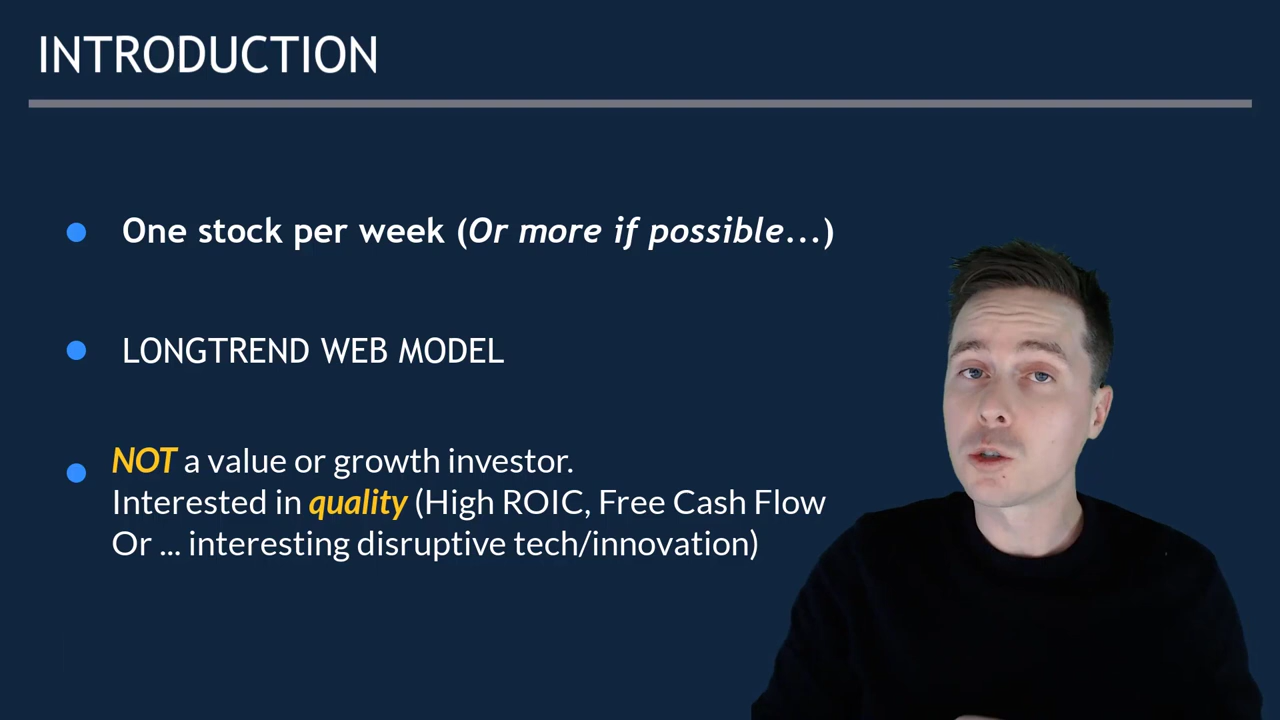 INTRODUCTION
One stock per week (Or more if possible...)
LONGTREND WEB MODEL
NOT a value or growth investor.
Interested in quality (High ROIC, Free Cash Flow
Or ... interesting disruptive tech/innovation)